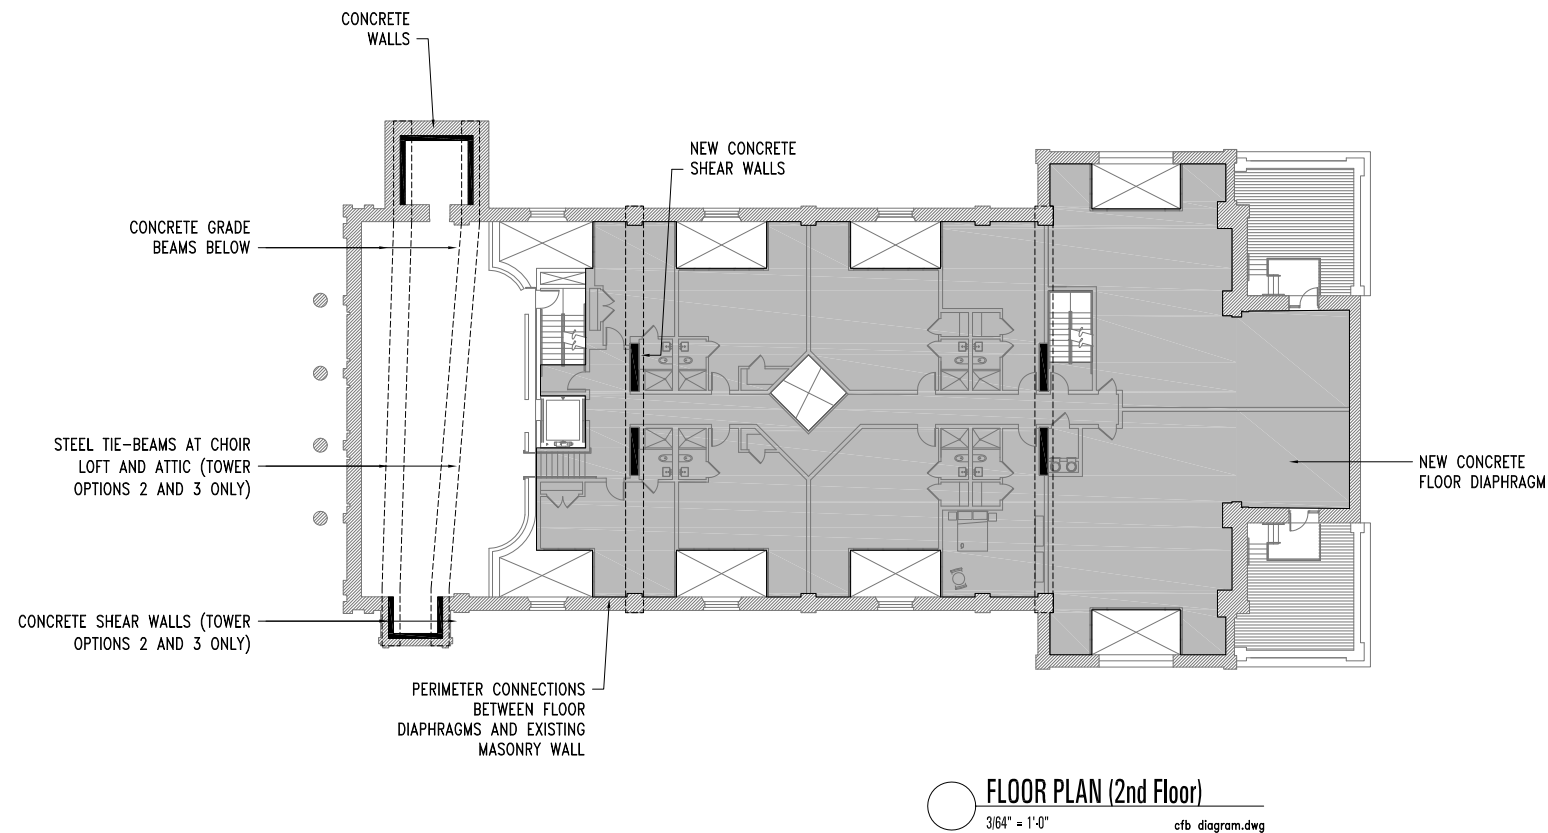 CONCRETE
WALLS
NEW CONCRETE
SHEAR WALLS
CONCRETE GRADE
BEAMS BELOW
STEEL TIE-BEAMS AT CHOIR
LOFT AND ATTIC (TOWER
OPTIONS 2 AND 3 ONLY)
NEW CONCRETE
FLOOR DIAPHRAGM
CONCRETE SHEAR WALLS (TOWER
OPTIONS 2 AND 3 ONLY)
PERIMETER CONNECTIONS
BETWEEN FLOOR
DIAPHRAGMS AND EXISTING
MASONRY WALL
FLOOR PLAN (2nd Floor)
3/64" = 1'-0"
cfb diagram.dwg